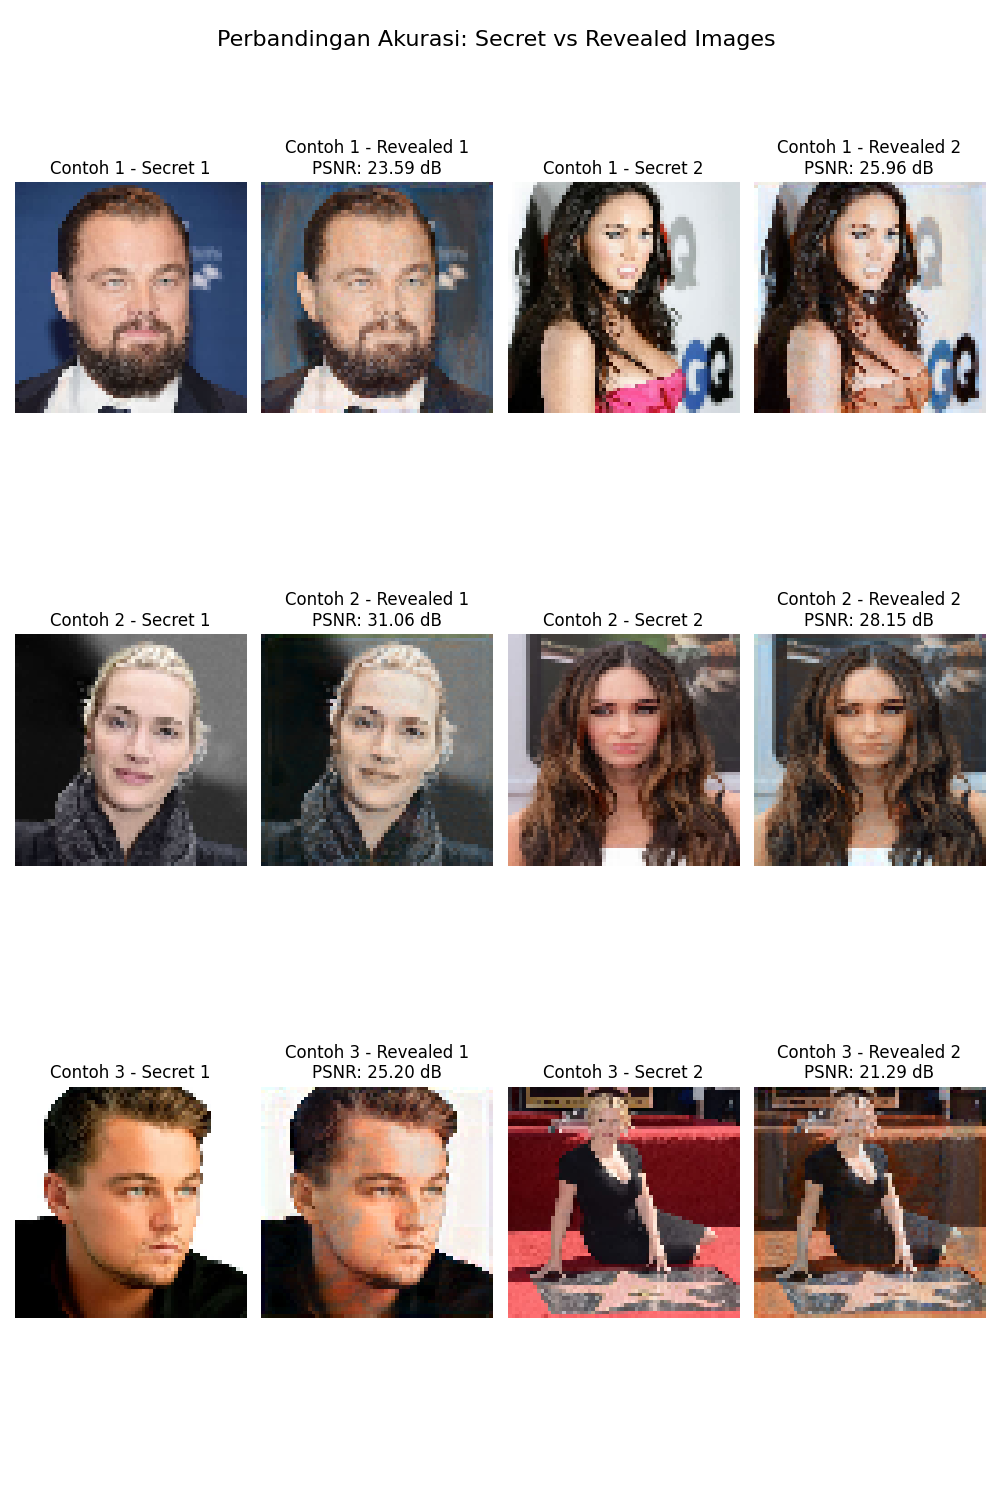 Perbandingan Akurasi: Secret vs Revealed Images
Contoh 1 - Secret 1
Contoh 1 - Revealed 1
PSNR: 23.59 dB
Contoh 1 - Secret 2
Contoh 1 - Revealed 2
PSNR: 25.96 dB
Q
GQ
Q
GQ
Contoh 2 - Secret 1
Contoh 2 - Revealed 1
PSNR: 31.06 dB
Contoh 2 - Secret 2
Contoh 2 - Revealed 2
PSNR: 28.15 dB
Contoh 3 - Secret 1
Contoh 3 - Revealed 1
PSNR: 25.20 dB
Contoh 3 - Secret 2
Contoh 3 - Revealed 2
PSNR: 21.29 dB